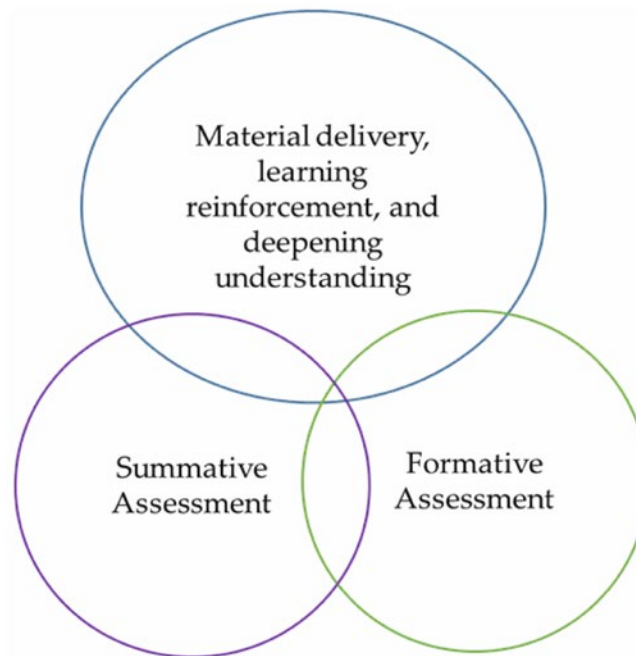 Material delivery,
learning
reinforcement, and
deepening
understanding
Summative
Assessment
Formative
Assessment